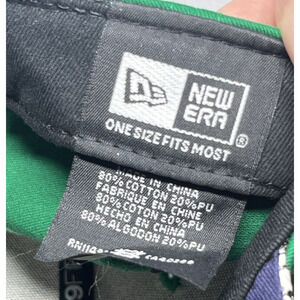 NEW
ERA®
ONE SIZE FITS MOST
MADE IN CHINA
80% COTTON 20% PU
FABRIQUE EN CHINE
80% COTON 20% PU
HECHO EN CHINA
80% ALGODON 20% PU